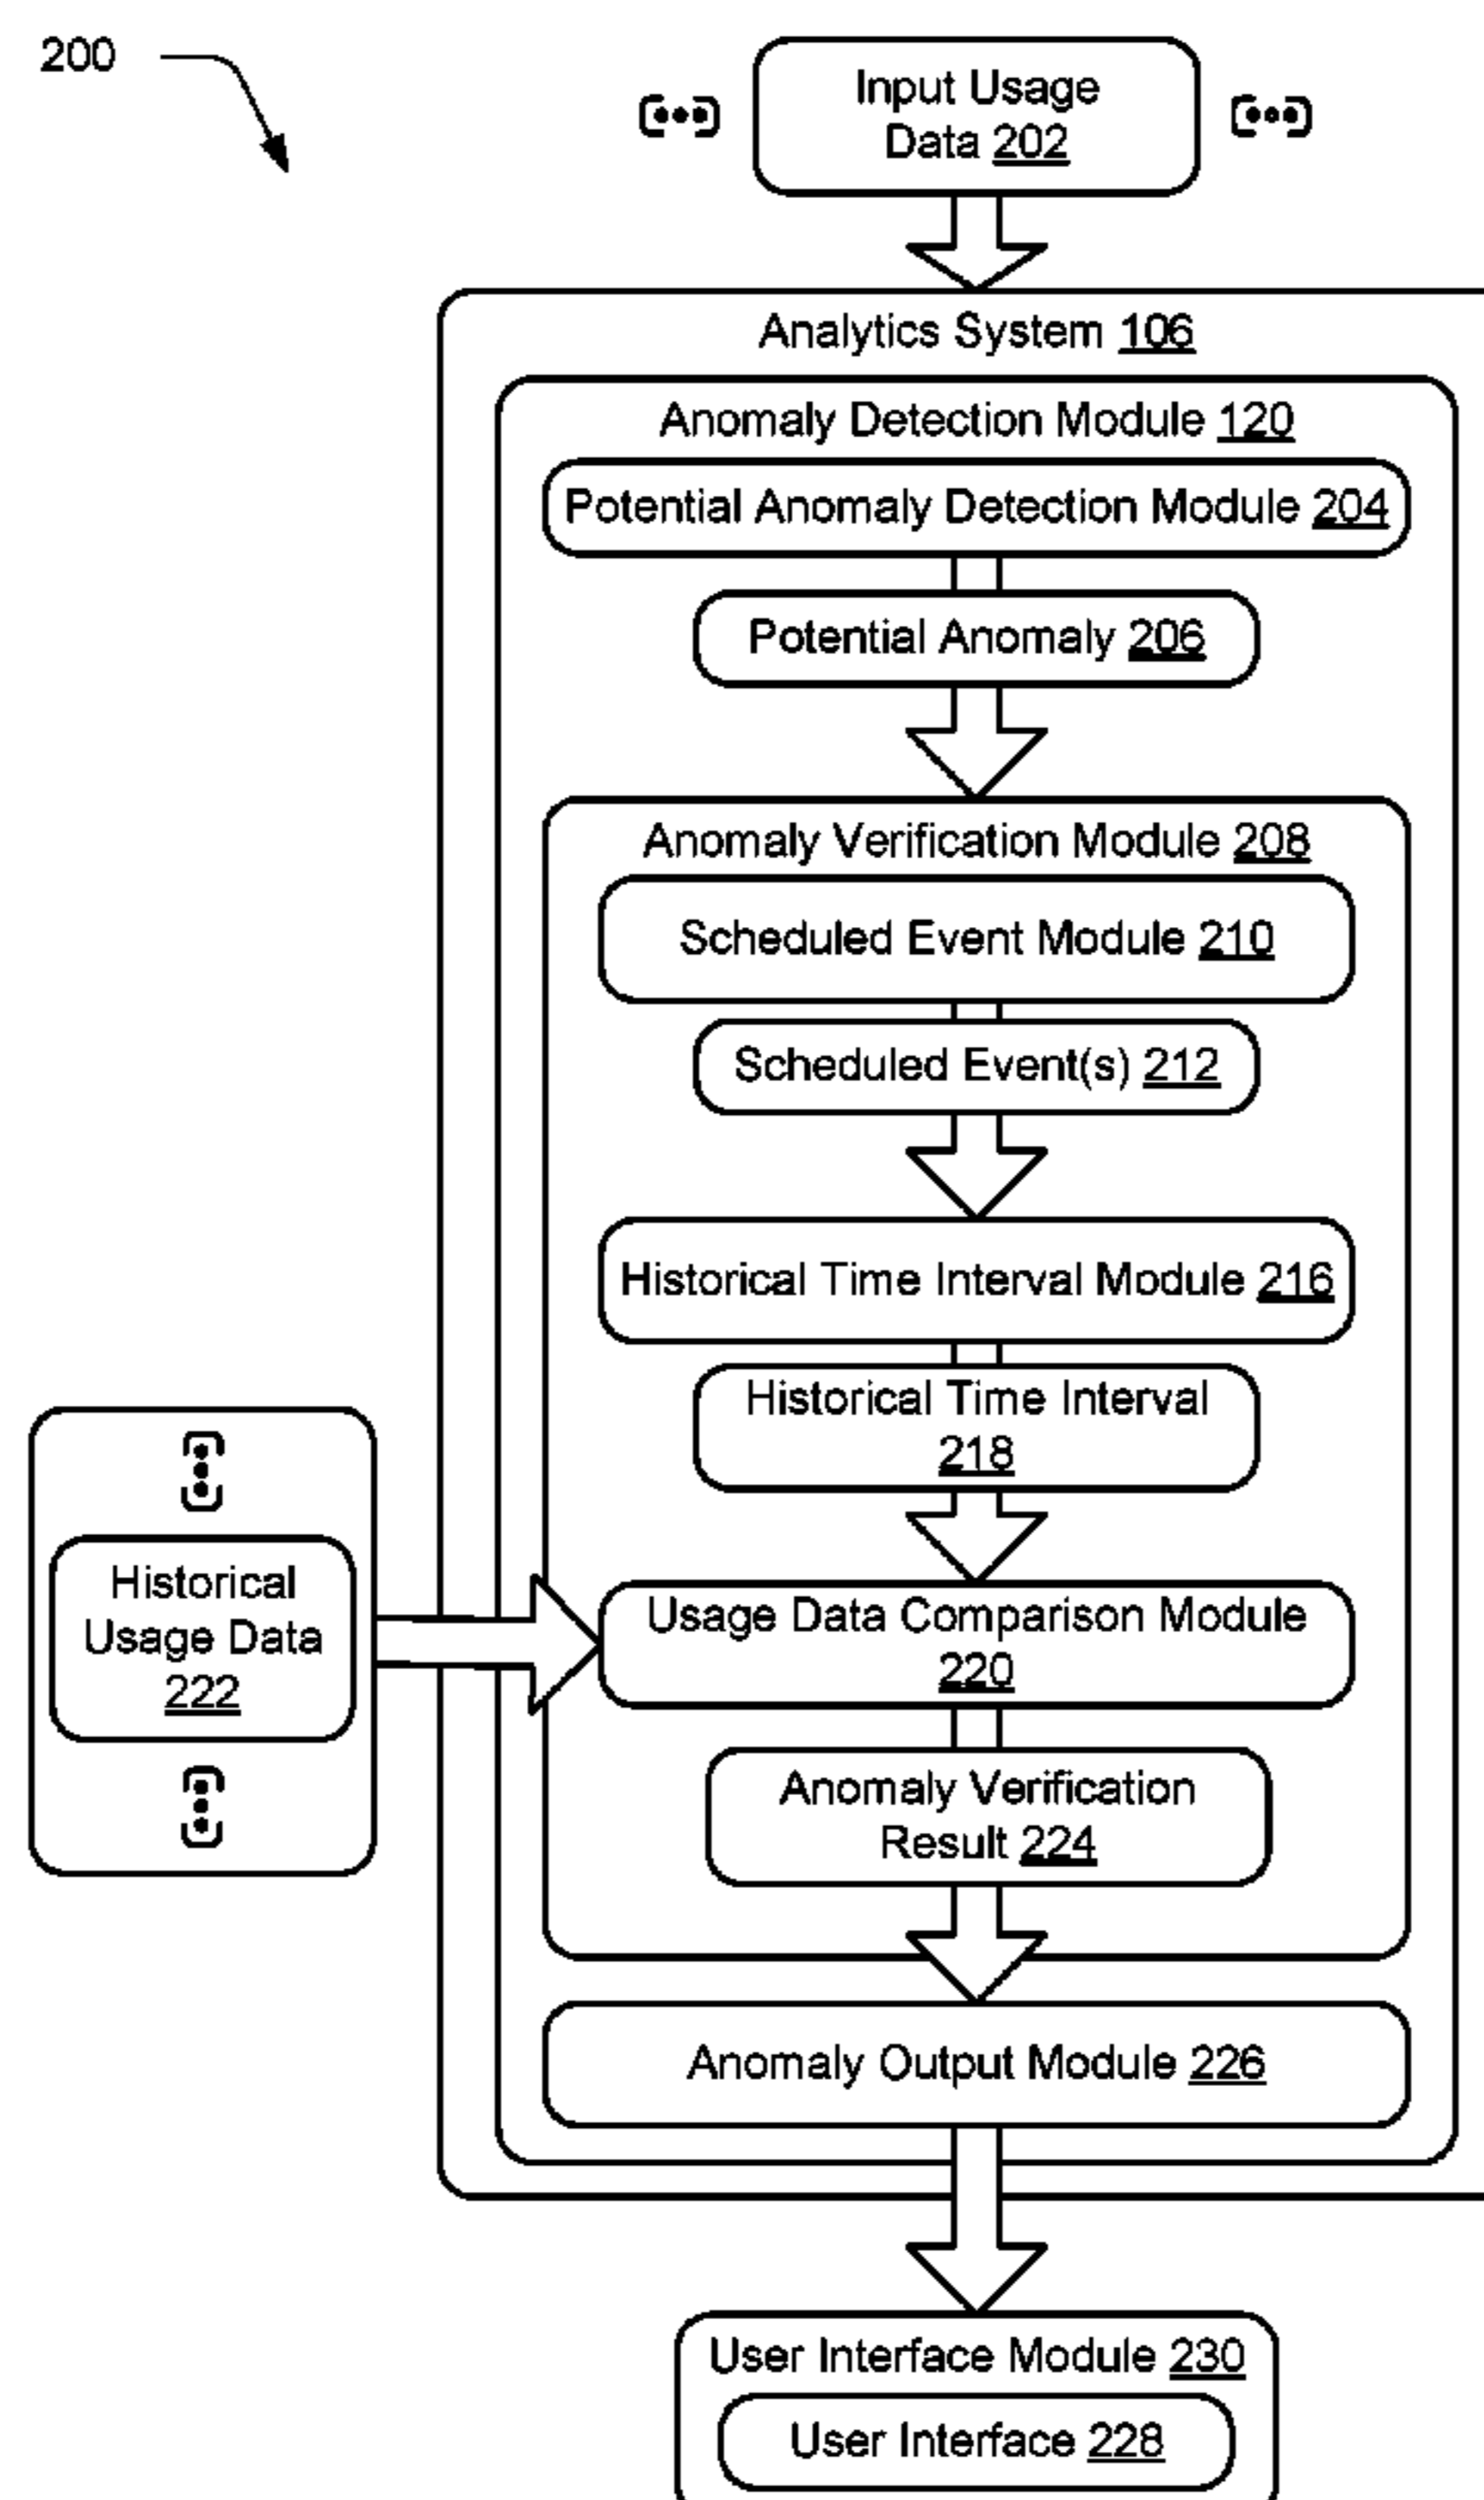 200
Input Usage
Data 202
Analytics System 106
Anomaly Detection Module 120
Potential Anomaly Detection Module 204
Potential Anomaly 206
Anomaly Verification Module 208
Scheduled Event Module 210
Scheduled Event(s) 212
Historical Time Interval Module 216
Historical Time Interval
218
Historical
Usage Data
222
Usage Data Comparison Module
220
Anomaly Verification
Result 224
Anomaly Output Module 226
User Interface Module 230
User Interface 228